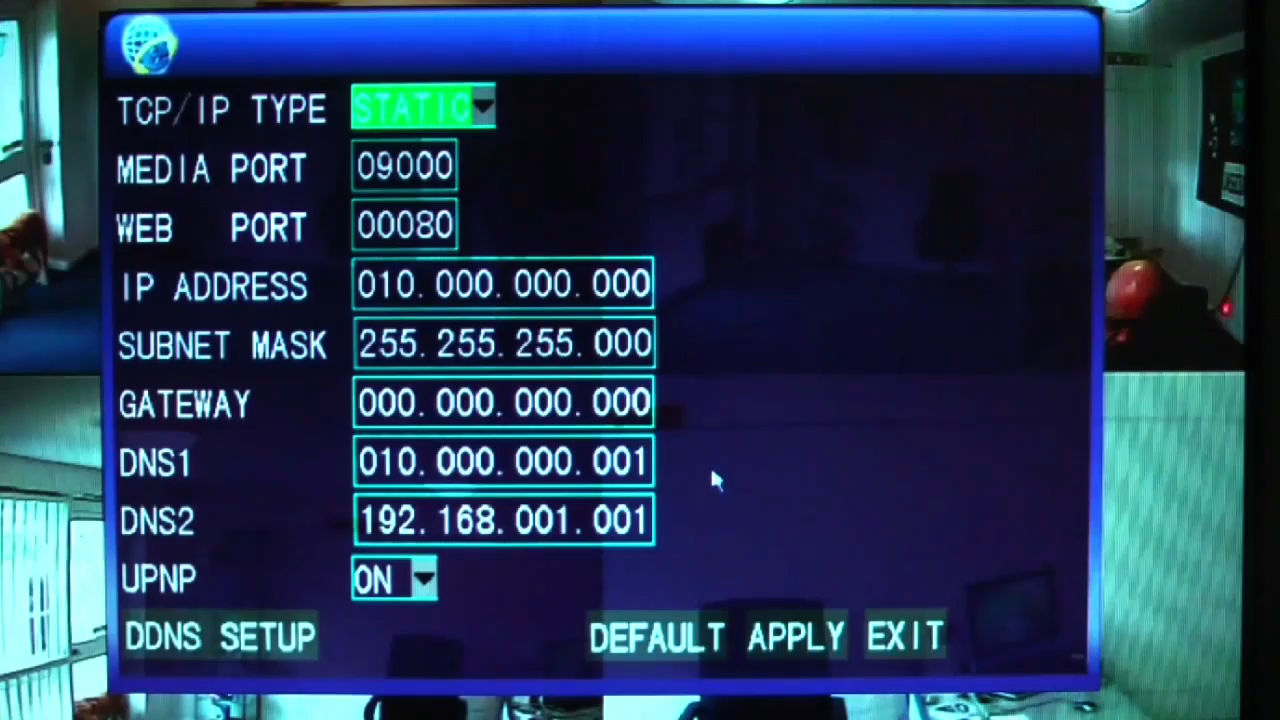 TCP/IP TYPE STATIC
MEDIA PORT 09000
WEB PORT 00080
IP ADDRESS 010.000.000.000
SUBNET MASK 255.255.255.000
GATEWAY 000.000.000.000
DNS1 010.000.000.001
DNS2 192.168.001.001
UPNP ON
DDNS SETUP DEFAULT APPLY EXIT